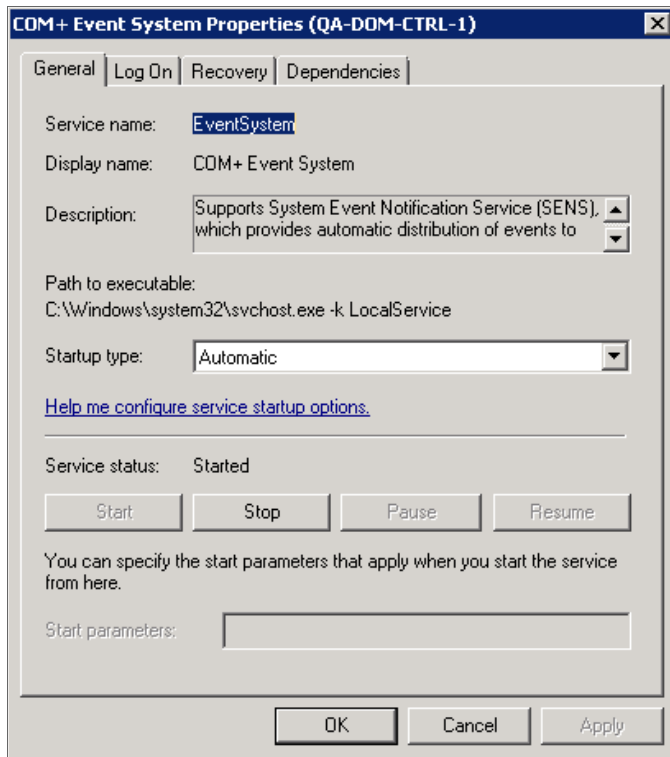 COM+ Event System Properties (QA-DOM-CTRL-1)
General Log On Recovery Dependencies
Service name: EventSystem
Display name: COM+ Event System
Description: Supports System Event Notification Service (SENS),
which provides automatic distribution of events to
Path to executable:
C:\Windows\system32\svchost.exe -k LocalService
Startup type: Automatic
Help me configure service startup options.
Service status: Started
Start Stop Pause Resume
You can specify the start parameters that apply when you start the service
from here.
Start parameters:
OK Cancel Apply